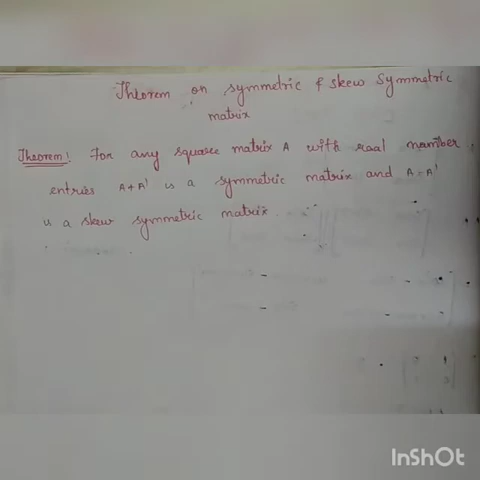 Theorem on symmetric & skew symmetric
matrix
Theorem 1 For any square matrix A with real number
entries A + A' is a symmetric matrix and A - A'
is a skew symmetric matrix.
InShOt